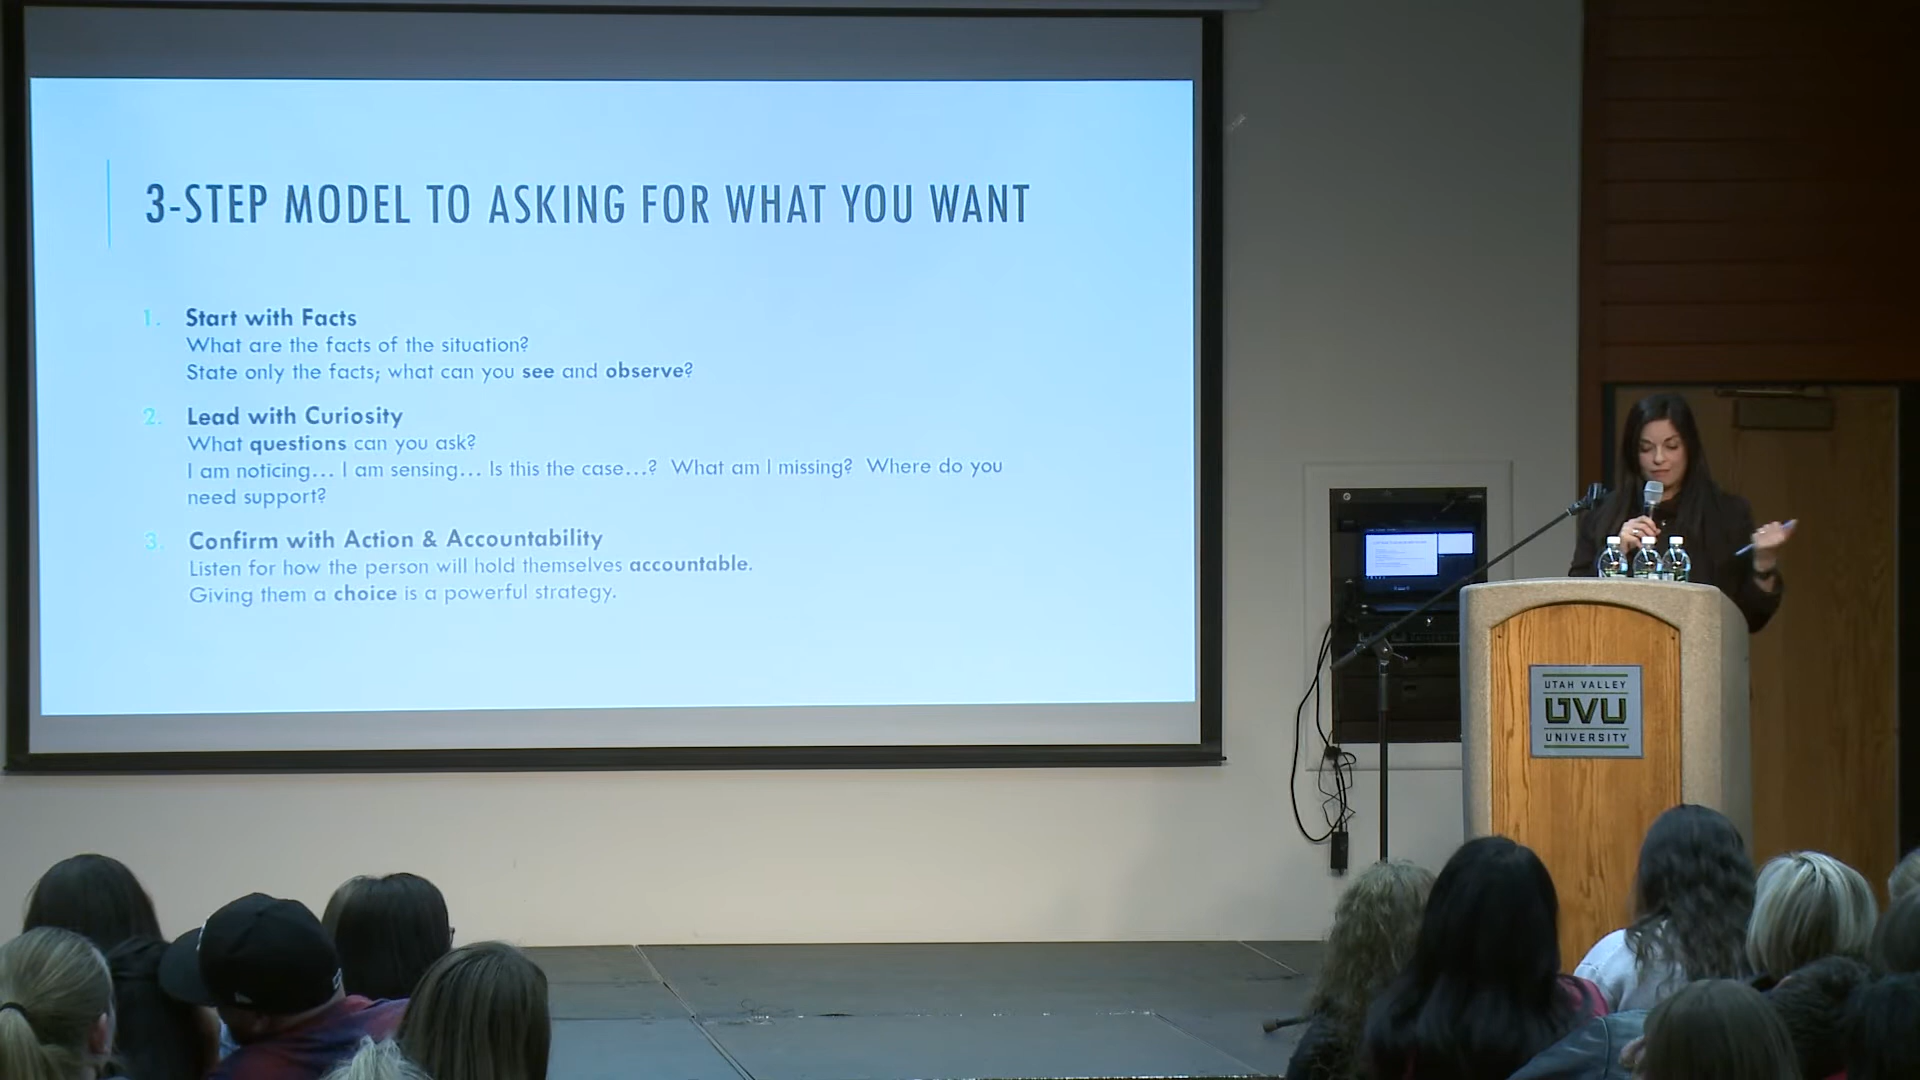 3-STEP MODEL TO ASKING FOR WHAT YOU WANT
1. Start with Facts
What are the facts of the situation?
State only the facts; what can you see and observe?
2. Lead with Curiosity
What questions can you ask?
I am noticing... I am sensing... Is this the case...? What am I missing? Where do you
need support?
3. Confirm with Action & Accountability
Listen for how the person will hold themselves accountable.
Giving them a choice is a powerful strategy.
UTAH VALLEY
UVU
UNIVERSITY